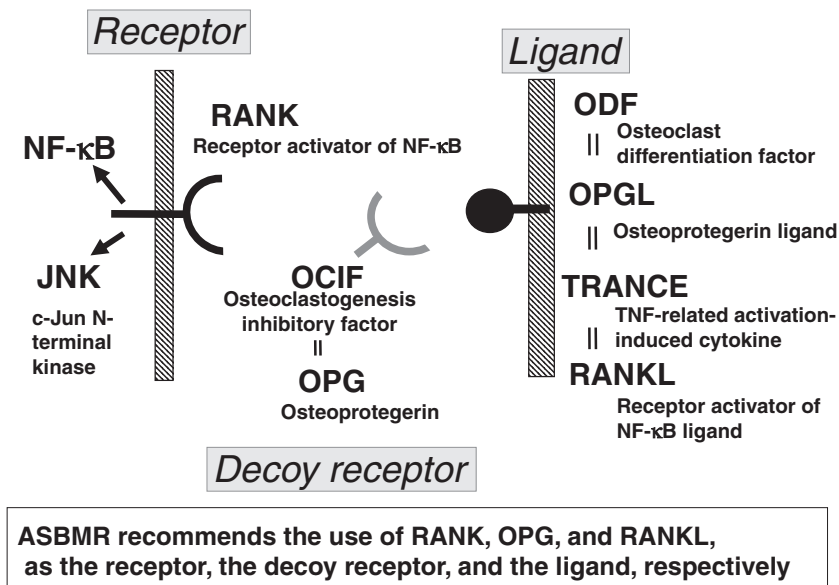 Receptor
Ligand
RANK
Receptor activator of NF-κB
NF-κB
JNK
c-Jun N-
terminal
kinase
OCIF
Osteoclastogenesis
inhibitory factor
=
OPG
Osteoprotegerin
Decoy receptor
ODF
= Osteoclast
differentiation factor
OPGL
= Osteoprotegerin ligand
TRANCE
TNF-related activation-
= induced cytokine
RANKL
Receptor activator of
NF-κB ligand
ASBMR recommends the use of RANK, OPG, and RANKL,
as the receptor, the decoy receptor, and the ligand, respectively